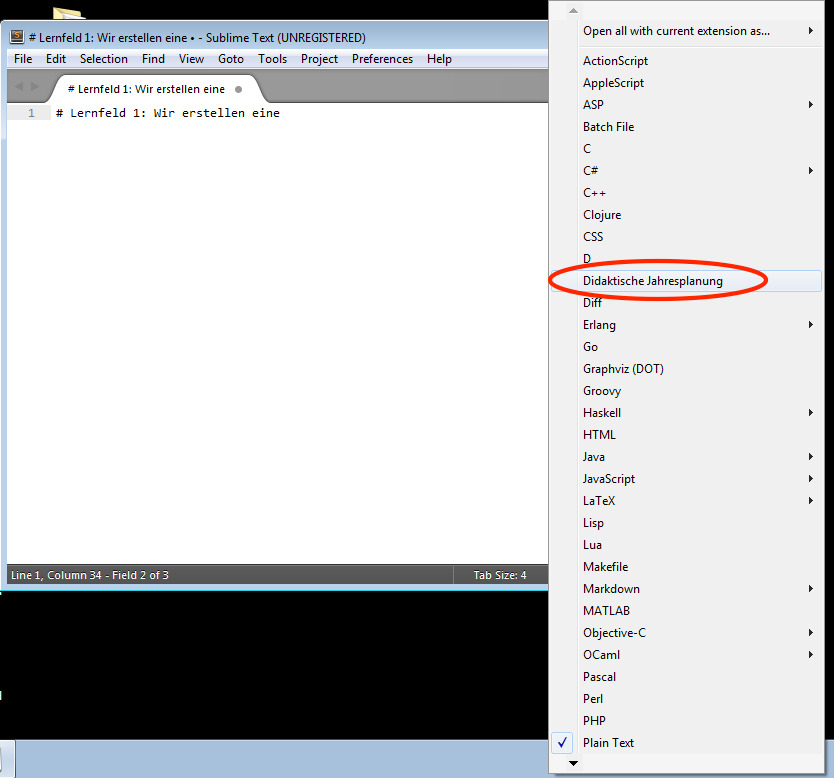 # Lernfeld 1: Wir erstellen eine • - Sublime Text (UNREGISTERED)
File Edit Selection Find View Goto Tools Project Preferences Help
# Lernfeld 1: Wir erstellen eine
1 # Lernfeld 1: Wir erstellen eine
Line 1, Column 34 - Field 2 of 3 Tab Size: 4
Open all with current extension as...
ActionScript
AppleScript
ASP
Batch File
C
C#
C++
Clojure
CSS
D
Didaktische Jahresplanung
Diff
Erlang
Go
Graphviz (DOT)
Groovy
Haskell
HTML
Java
JavaScript
LaTeX
Lisp
Lua
Makefile
Markdown
MATLAB
Objective-C
OCaml
Pascal
Perl
PHP
Plain Text